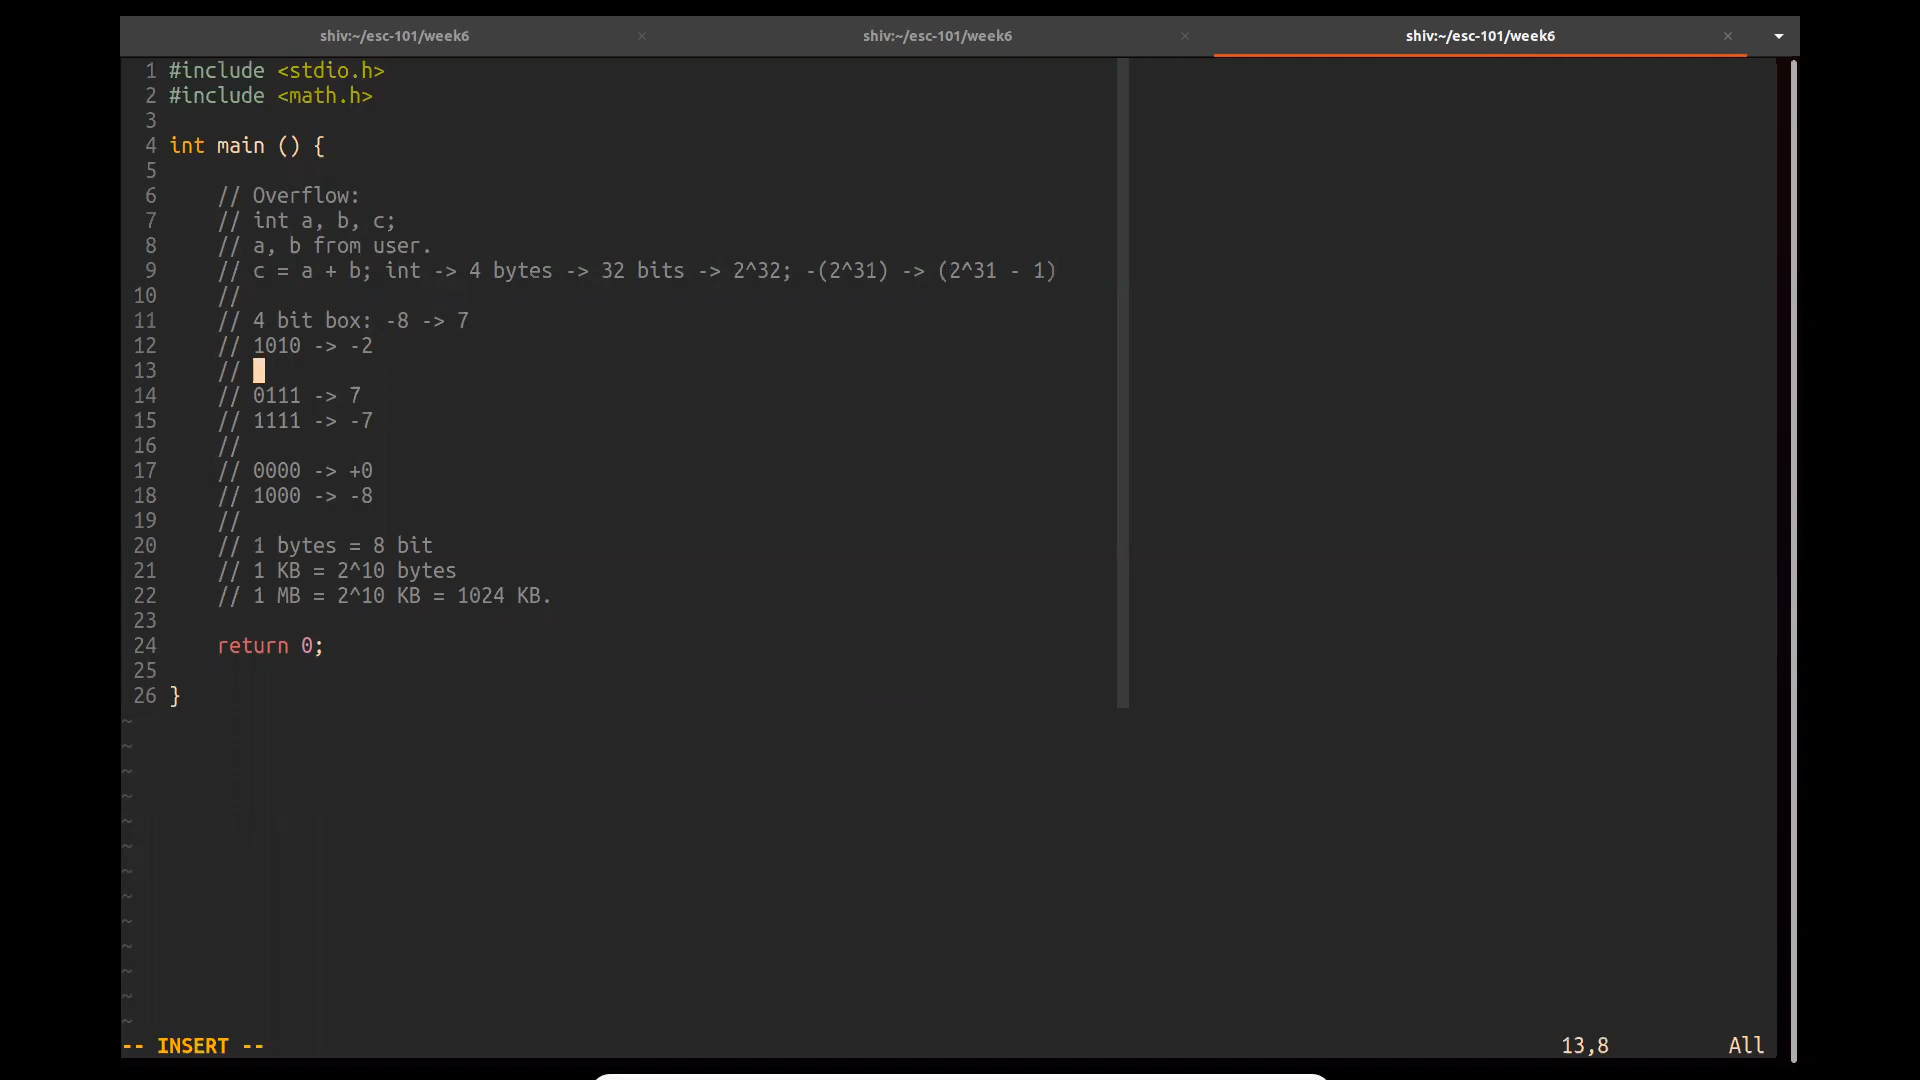 shiv:~/esc-101/week6 × shiv:~/esc-101/week6 × shiv:~/esc-101/week6 ×
1 #include <stdio.h>
2 #include <math.h>
3
4 int main () {
5
6 // Overflow:
7 // int a, b, c;
8 // a, b from user.
9 // c = a + b; int -> 4 bytes -> 32 bits -> 2^32; -(2^31) -> (2^31 - 1)
10 //
11 // 4 bit box: -8 -> 7
12 // 1010 -> -2
13 //
14 // 0111 -> 7
15 // 1111 -> -7
16 //
17 // 0000 -> +0
18 // 1000 -> -8
19 //
20 // 1 bytes = 8 bit
21 // 1 KB = 2^10 bytes
22 // 1 MB = 2^10 KB = 1024 KB.
23
24 return 0;
25
26 }
~
~
~
~
~
~
~
~
~
~
~
~
~
-- INSERT -- 13,8 All